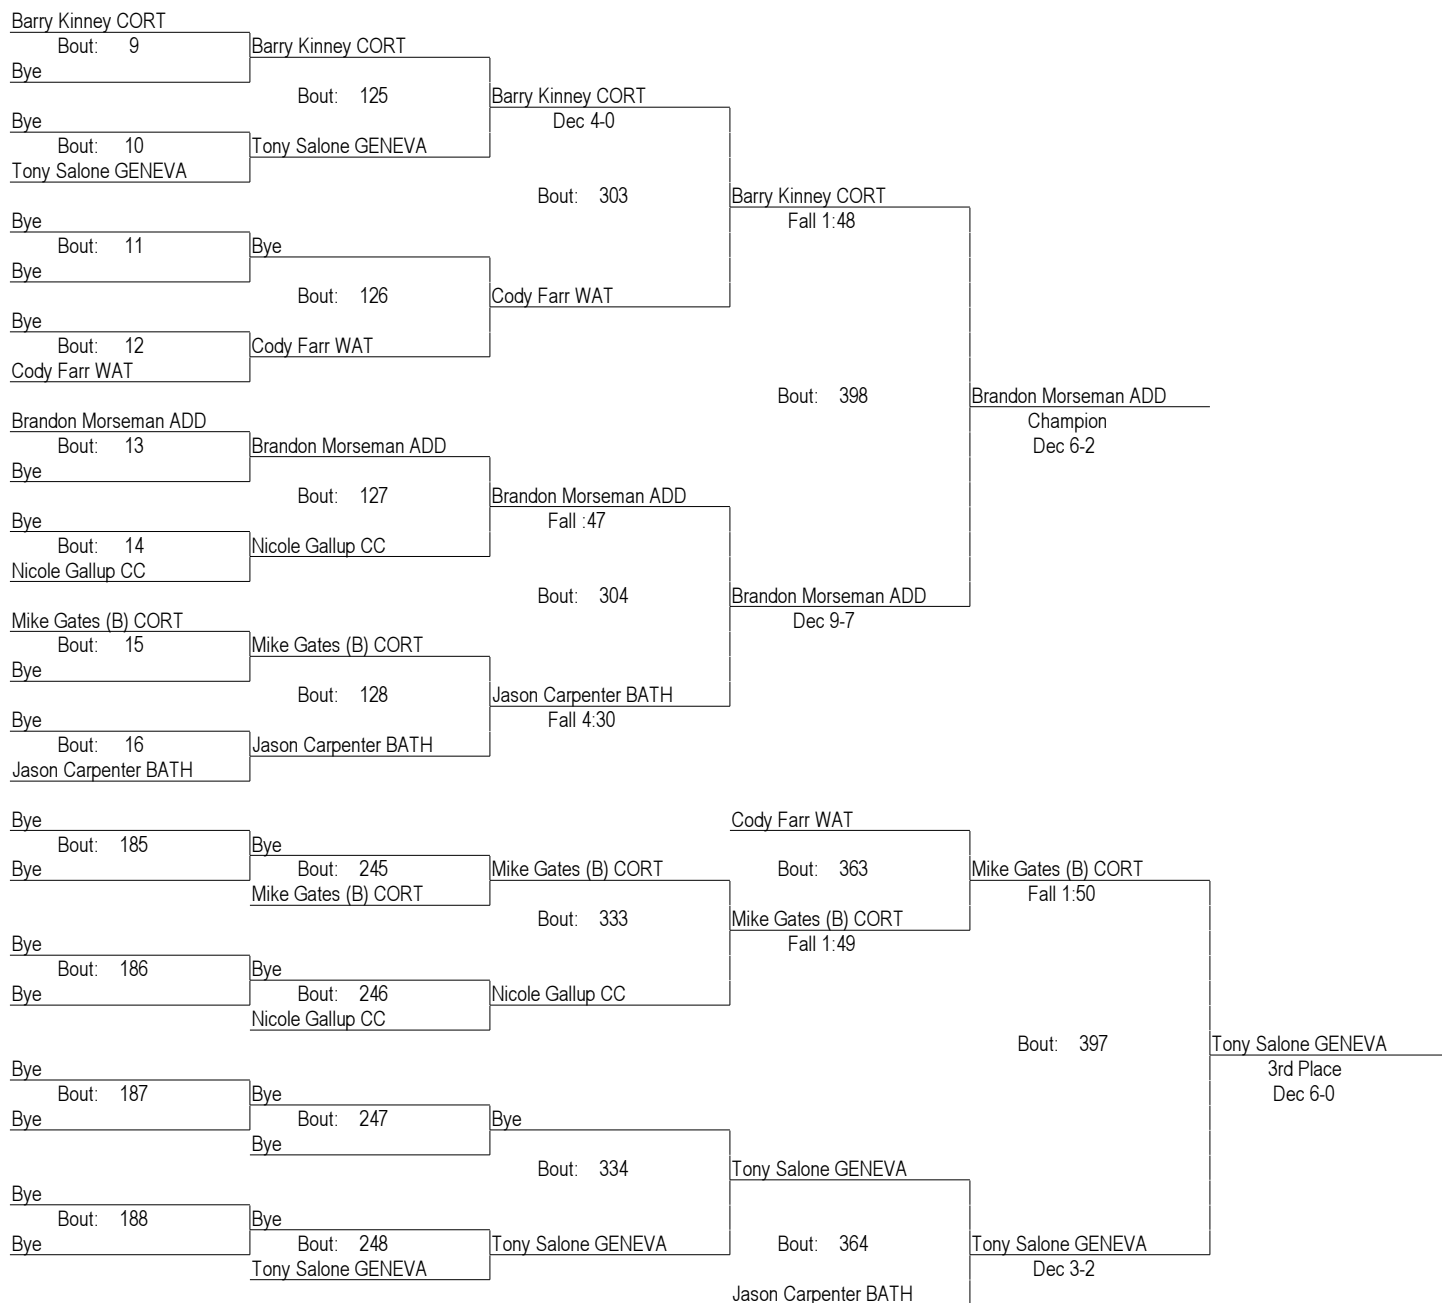 Barry Kinney CORT
Bout: 9 Barry Kinney CORT
Bye
Bout: 125 Barry Kinney CORT
Bye Dec 4-0
Bout: 10 Tony Salone GENEVA
Tony Salone GENEVA
Bout: 303 Barry Kinney CORT
Bye Fall 1:48
Bout: 11 Bye
Bye
Bout: 126 Cody Farr WAT
Bye
Bout: 12 Cody Farr WAT
Cody Farr WAT
Bout: 398 Brandon Morseman ADD
Brandon Morseman ADD Champion
Bout: 13 Brandon Morseman ADD Dec 6-2
Bye
Bout: 127 Brandon Morseman ADD
Bye Fall :47
Bout: 14 Nicole Gallup CC
Nicole Gallup CC
Bout: 304 Brandon Morseman ADD
Mike Gates (B) CORT Dec 9-7
Bout: 15 Mike Gates (B) CORT
Bye
Bout: 128 Jason Carpenter BATH
Bye Fall 4:30
Bout: 16 Jason Carpenter BATH
Jason Carpenter BATH
Bye Cody Farr WAT
Bout: 185 Bye
Bye Bout: 245 Mike Gates (B) CORT Bout: 363 Mike Gates (B) CORT
Mike Gates (B) CORT Fall 1:50
Bout: 333 Mike Gates (B) CORT
Bye Fall 1:49
Bout: 186 Bye
Bye Bout: 246 Nicole Gallup CC
Nicole Gallup CC
Bout: 397 Tony Salone GENEVA
Bye 3rd Place
Bout: 187 Bye Dec 6-0
Bye Bout: 247 Bye
Bye
Bout: 334 Tony Salone GENEVA
Bye
Bout: 188 Bye
Bye Bout: 248 Tony Salone GENEVA Bout: 364 Tony Salone GENEVA
Tony Salone GENEVA Dec 3-2
Jason Carpenter BATH